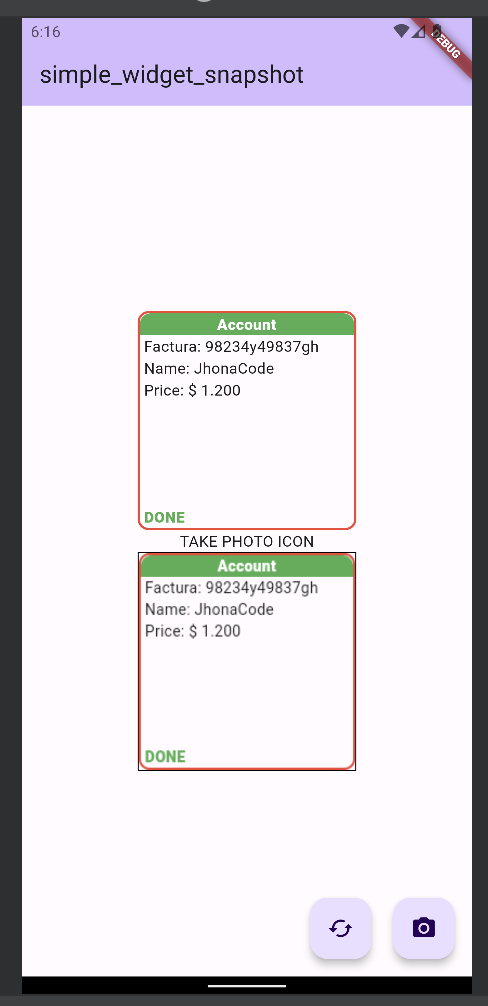 6:16
DEBUG
simple_widget_snapshot
Account
Factura: 98234y49837gh
Name: JhonaCode
Price: $ 1.200
DONE
TAKE PHOTO ICON
Account
Factura: 98234y49837gh
Name: JhonaCode
Price: $ 1.200
DONE